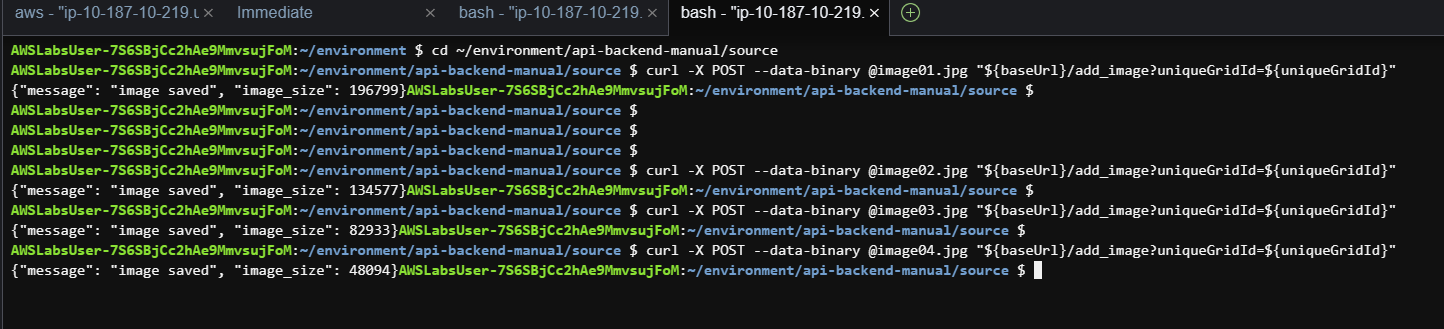 aws - "ip-10-187-10-219.u × Immediate × bash - "ip-10-187-10-219. × bash - "ip-10-187-10-219. ×
AWSLabsUser-7S6SBjCc2hAe9MmvsujFoM:~/environment $ cd ~/environment/api-backend-manual/source
AWSLabsUser-7S6SBjCc2hAe9MmvsujFoM:~/environment/api-backend-manual/source $ curl -X POST --data-binary @image01.jpg "${baseUrl}/add_image?uniqueGridId=${uniqueGridId}"
{"message": "image saved", "image_size": 196799}AWSLabsUser-7S6SBjCc2hAe9MmvsujFoM:~/environment/api-backend-manual/source $
AWSLabsUser-7S6SBjCc2hAe9MmvsujFoM:~/environment/api-backend-manual/source $
AWSLabsUser-7S6SBjCc2hAe9MmvsujFoM:~/environment/api-backend-manual/source $
AWSLabsUser-7S6SBjCc2hAe9MmvsujFoM:~/environment/api-backend-manual/source $
AWSLabsUser-7S6SBjCc2hAe9MmvsujFoM:~/environment/api-backend-manual/source $ curl -X POST --data-binary @image02.jpg "${baseUrl}/add_image?uniqueGridId=${uniqueGridId}"
{"message": "image saved", "image_size": 134577}AWSLabsUser-7S6SBjCc2hAe9MmvsujFoM:~/environment/api-backend-manual/source $
AWSLabsUser-7S6SBjCc2hAe9MmvsujFoM:~/environment/api-backend-manual/source $ curl -X POST --data-binary @image03.jpg "${baseUrl}/add_image?uniqueGridId=${uniqueGridId}"
{"message": "image saved", "image_size": 82933}AWSLabsUser-7S6SBjCc2hAe9MmvsujFoM:~/environment/api-backend-manual/source $
AWSLabsUser-7S6SBjCc2hAe9MmvsujFoM:~/environment/api-backend-manual/source $ curl -X POST --data-binary @image04.jpg "${baseUrl}/add_image?uniqueGridId=${uniqueGridId}"
{"message": "image saved", "image_size": 48094}AWSLabsUser-7S6SBjCc2hAe9MmvsujFoM:~/environment/api-backend-manual/source $